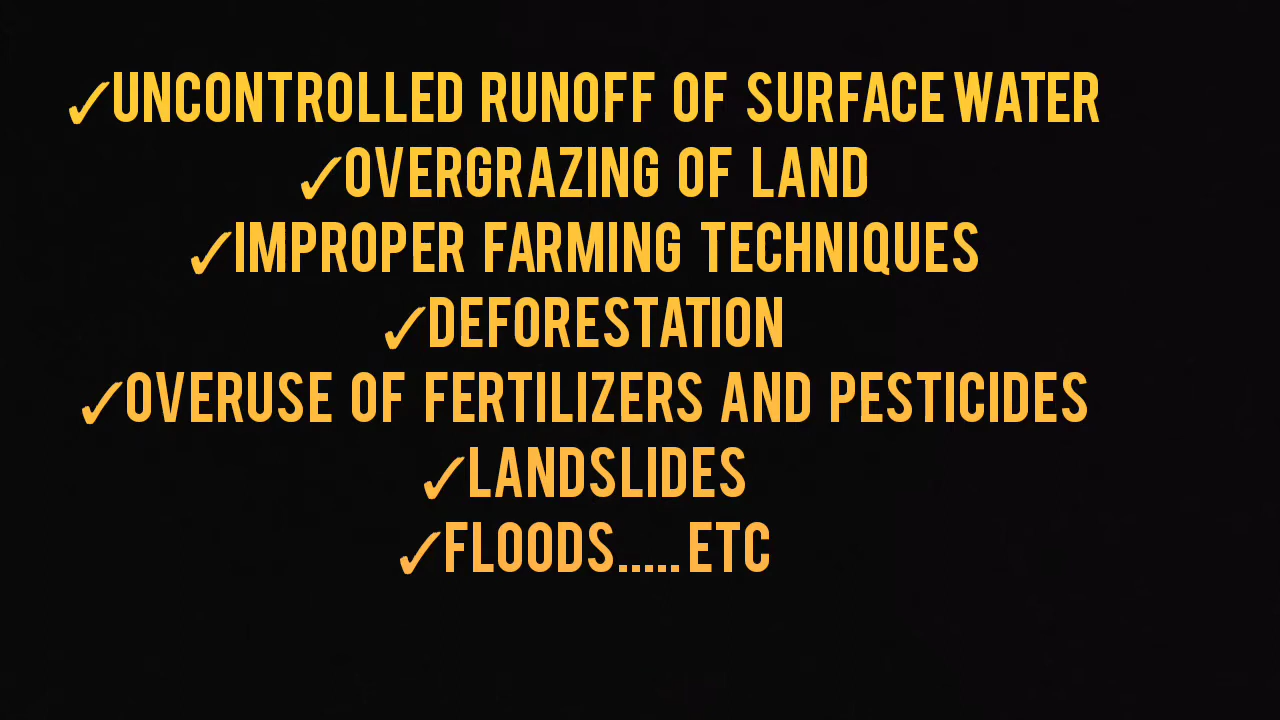 ✓UNCONTROLLED RUNOFF OF SURFACE WATER
✓OVERGRAZING OF LAND
✓IMPROPER FARMING TECHNIQUES
✓DEFORESTATION
✓OVERUSE OF FERTILIZERS AND PESTICIDES
✓LANDSLIDES
✓FLOODS.....ETC